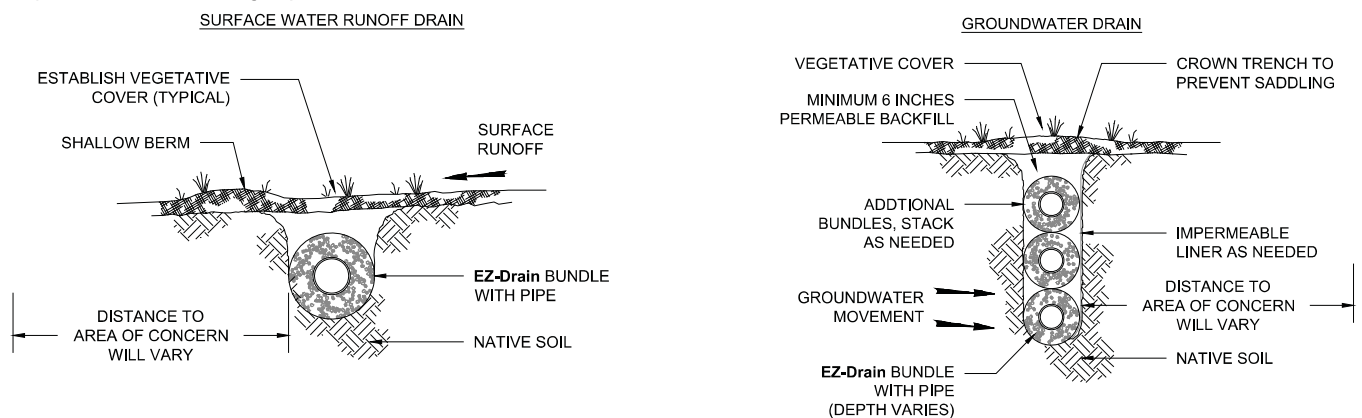 SURFACE WATER RUNOFF DRAIN
ESTABLISH VEGETATIVE
COVER (TYPICAL)
SHALLOW BERM
SURFACE
RUNOFF
EZ-Drain BUNDLE
WITH PIPE
DISTANCE TO
AREA OF CONCERN
WILL VARY
NATIVE SOIL
GROUNDWATER DRAIN
VEGETATIVE COVER
CROWN TRENCH TO
PREVENT SADDLING
MINIMUM 6 INCHES
PERMEABLE BACKFILL
ADDTIONAL
BUNDLES, STACK
AS NEEDED
IMPERMEABLE
LINER AS NEEDED
GROUNDWATER
MOVEMENT
DISTANCE TO
AREA OF CONCERN
WILL VARY
NATIVE SOIL
EZ-Drain BUNDLE
WITH PIPE
(DEPTH VARIES)